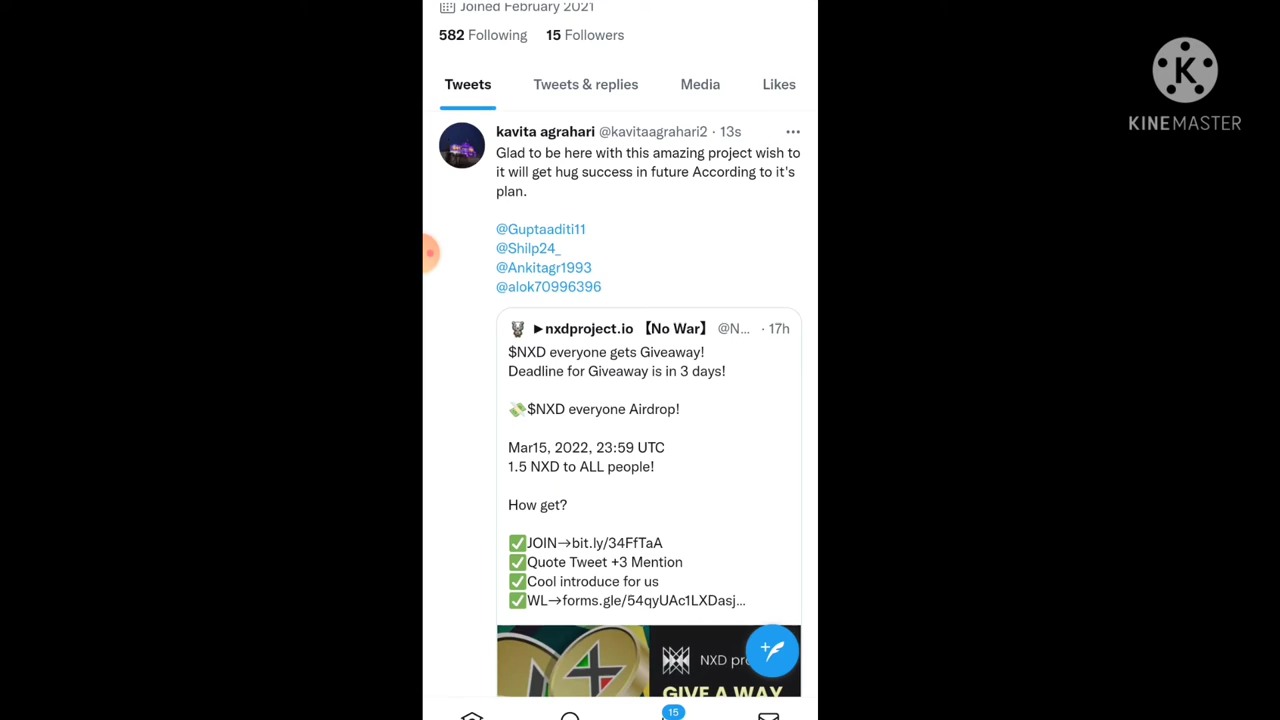 Joined February 2021
582 Following 15 Followers
Tweets Tweets & replies Media Likes
kavita agrahari @kavitaagrahari2 · 13s
Glad to be here with this amazing project wish to
it will get hug success in future According to it's
plan.
@Guptaaditi11
@Shilp24_
@Ankitagr1993
@alok70996396
►nxdproject.io 【No War】 @N... · 17h
$NXD everyone gets Giveaway!
Deadline for Giveaway is in 3 days!
💸$NXD everyone Airdrop!
Mar15, 2022, 23:59 UTC
1.5 NXD to ALL people!
How get?
✅JOIN→bit.ly/34FfTaA
✅Quote Tweet +3 Mention
✅Cool introduce for us
✅WL→forms.gle/54qyUAc1LXDasj...
NXD
GIVE A WAY
15
K
KINEMASTER